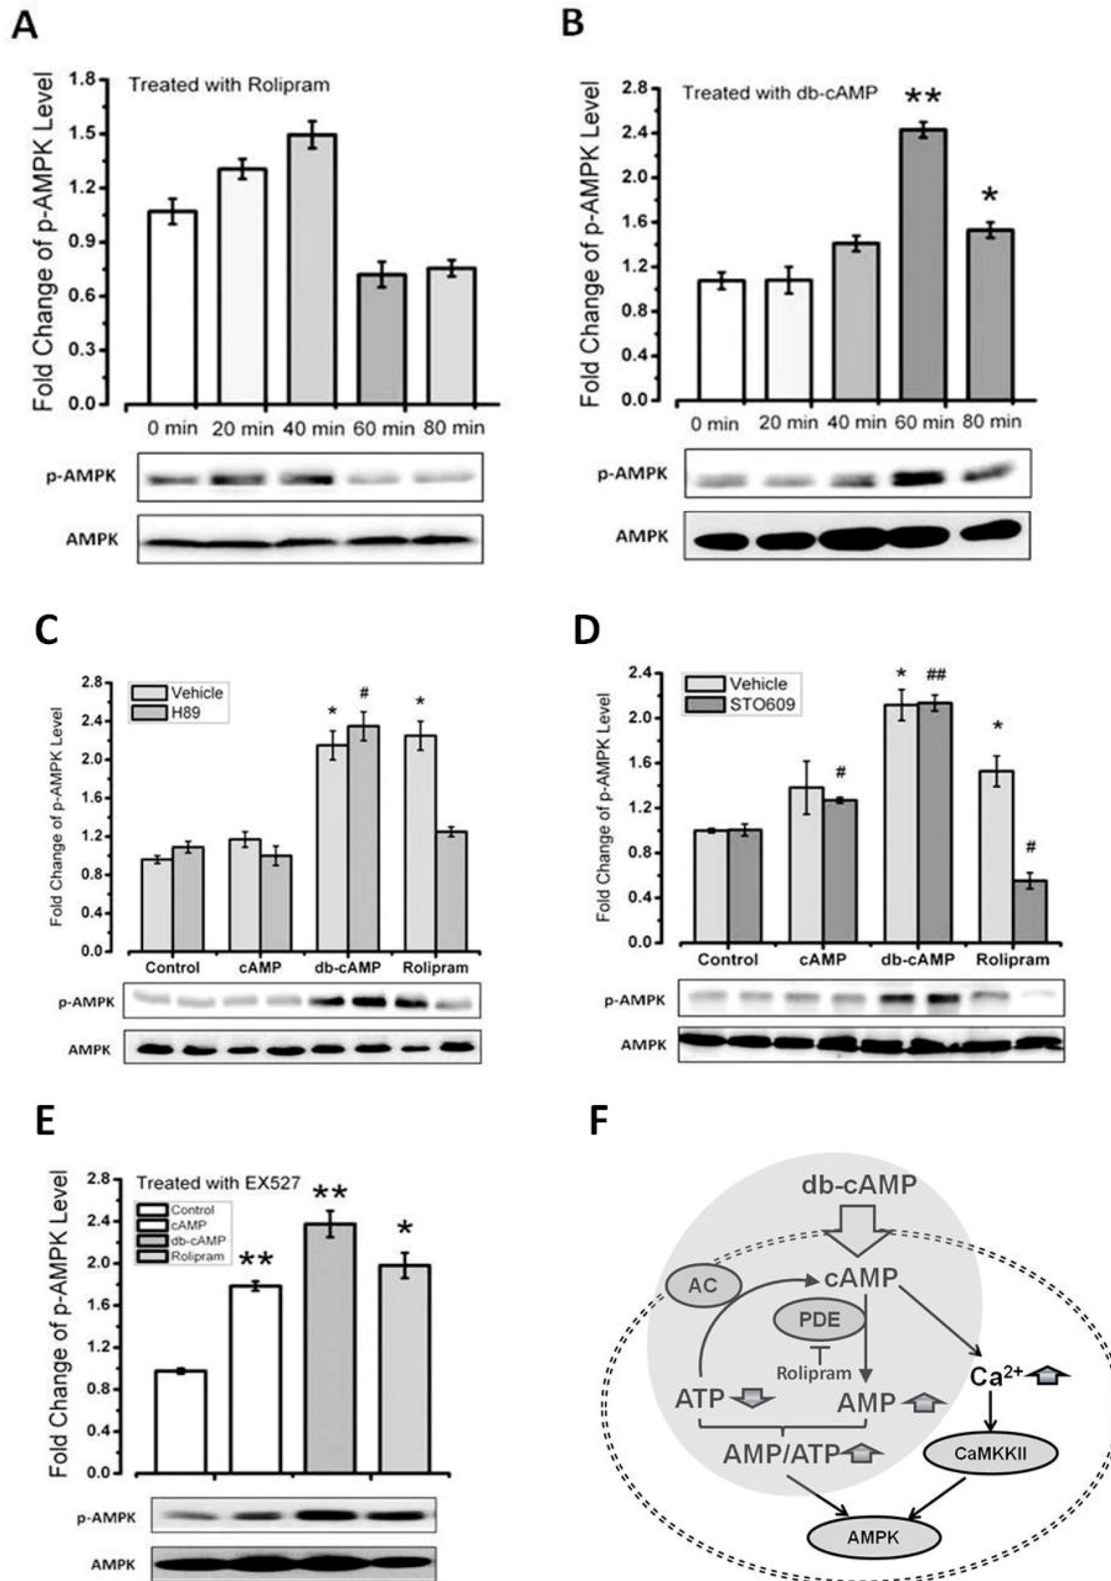 A
Treated with Rolipram
Fold Change of p-AMPK Level
1.8
1.5
1.2
0.9
0.6
0.3
0.0
0 min 20 min 40 min 60 min 80 min
p-AMPK
AMPK
B
Treated with db-cAMP
**
*
Fold Change of p-AMPK Level
2.8
2.4
2.0
1.6
1.2
0.8
0.4
0.0
0 min 20 min 40 min 60 min 80 min
p-AMPK
AMPK
C
Vehicle
H89
* # *
Fold Change of p-AMPK Level
2.8
2.4
2.0
1.6
1.2
0.8
0.4
0.0
Control cAMP db-cAMP Rolipram
p-AMPK
AMPK
D
Vehicle
STO609
# * ## * #
Fold Change of p-AMPK Level
2.4
2.0
1.6
1.2
0.8
0.4
0.0
Control cAMP db-cAMP Rolipram
p-AMPK
AMPK
E
Treated with EX527
Control
cAMP
db-cAMP
Rolipram
** ** *
Fold Change of p-AMPK Level
2.8
2.4
2.0
1.6
1.2
0.8
0.4
0.0
p-AMPK
AMPK
F
db-cAMP
AC
cAMP
PDE
Rolipram
Ca2+
ATP
AMP
AMP/ATP
CaMKKII
AMPK